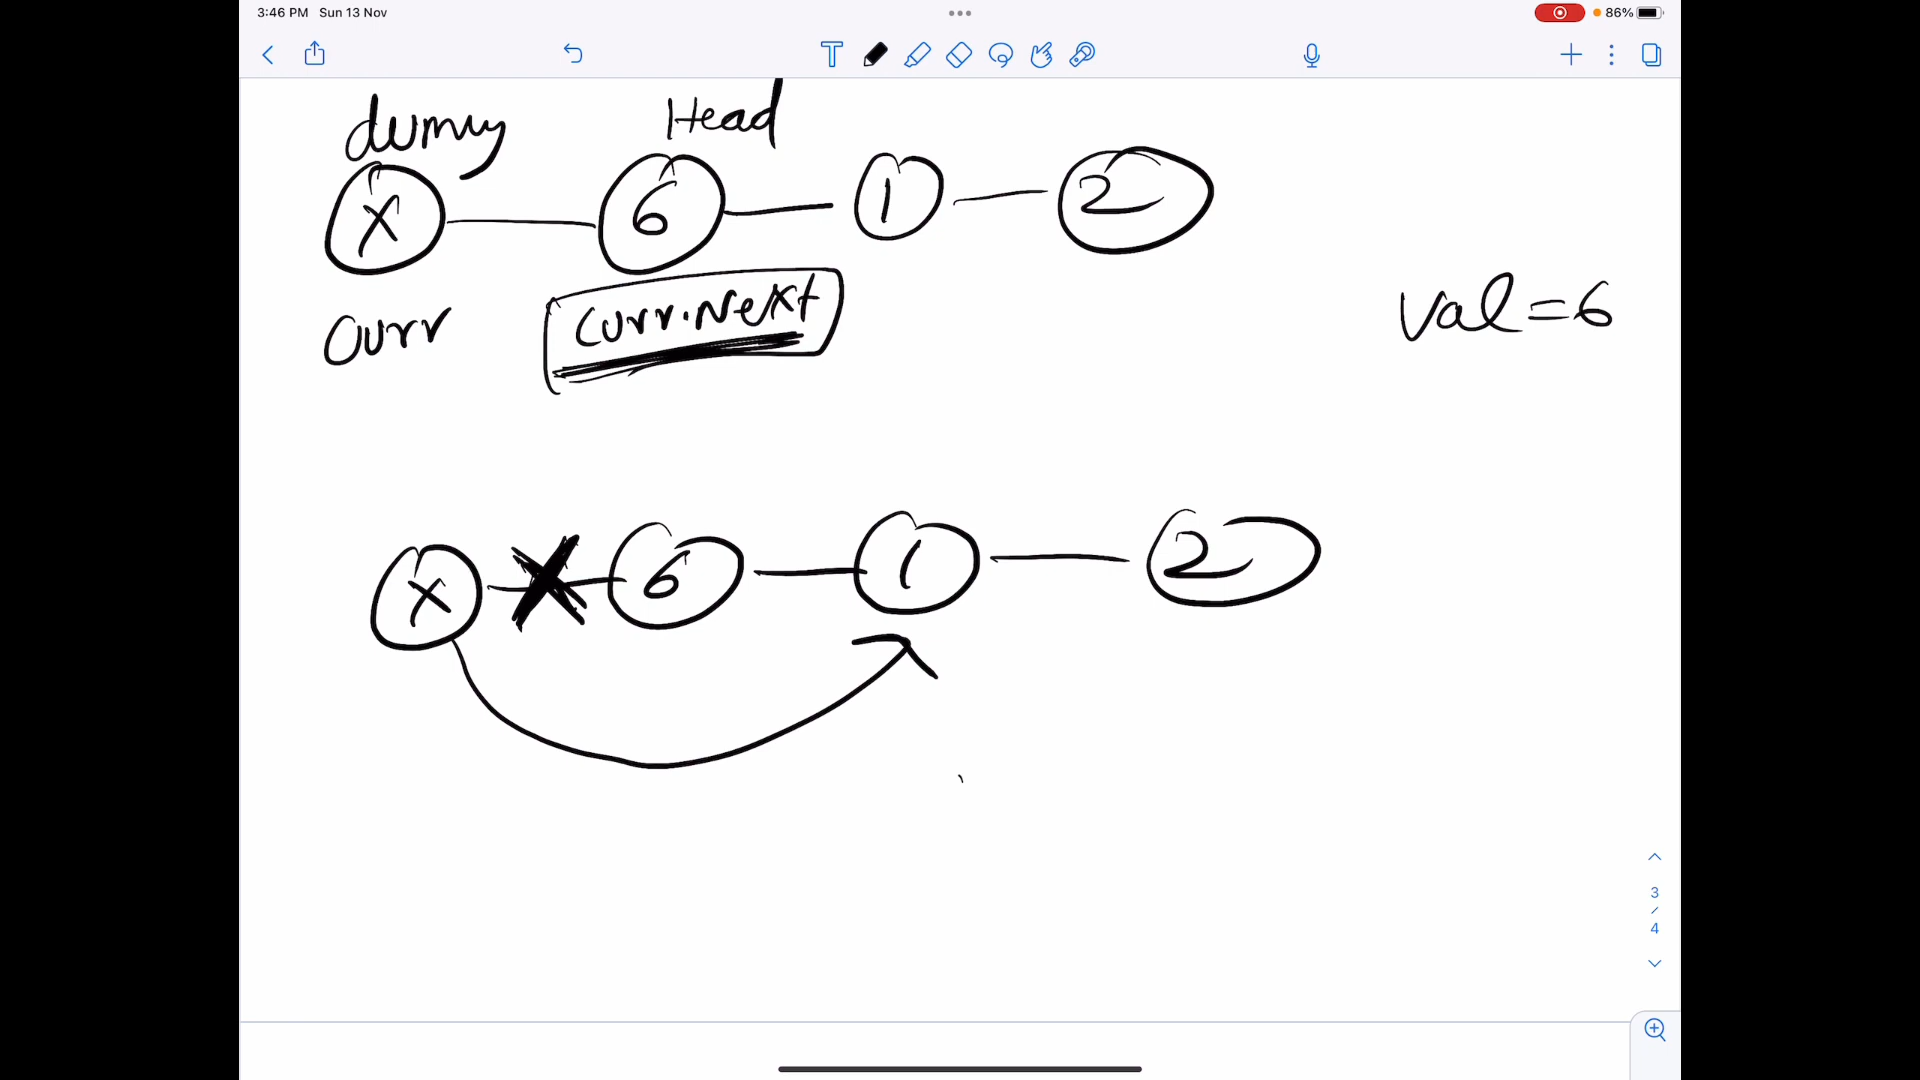 3:46 PM Sun 13 Nov
86%
T
dumy Head
X 6 1 2
curr curr.Next
val=6
X 6 1 2
3
/
4